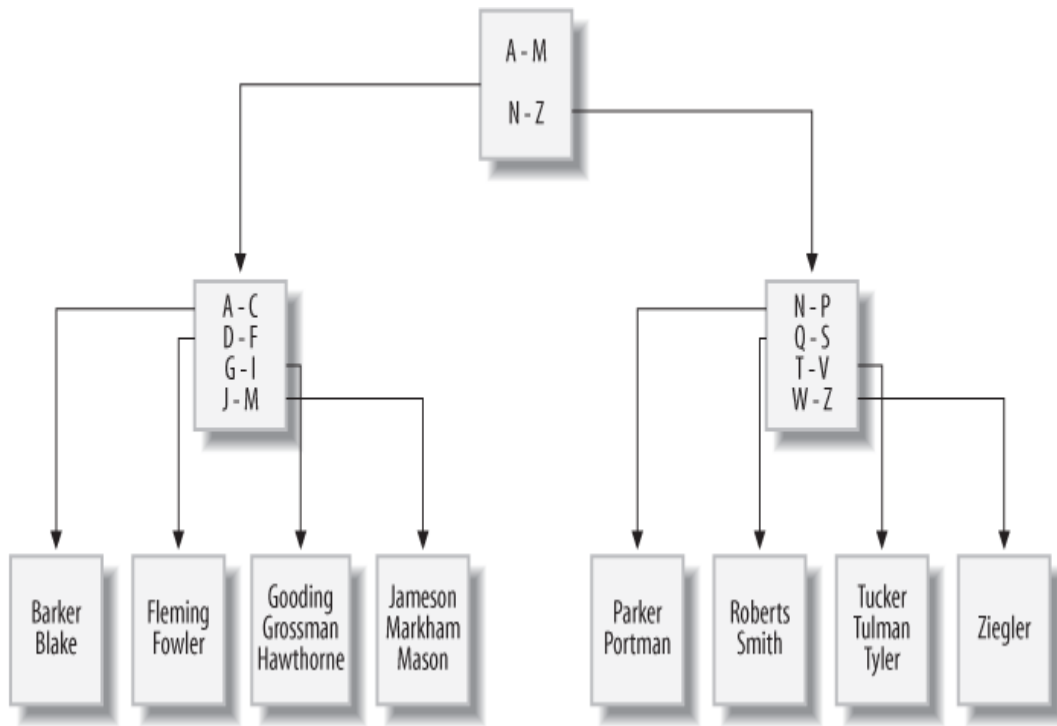 A - M
N - Z
A - C
D - F
G - I
J - M
N - P
Q - S
T - V
W - Z
Barker
Blake
Fleming
Fowler
Gooding
Grossman
Hawthorne
Jameson
Markham
Mason
Parker
Portman
Roberts
Smith
Tucker
Tulman
Tyler
Ziegler